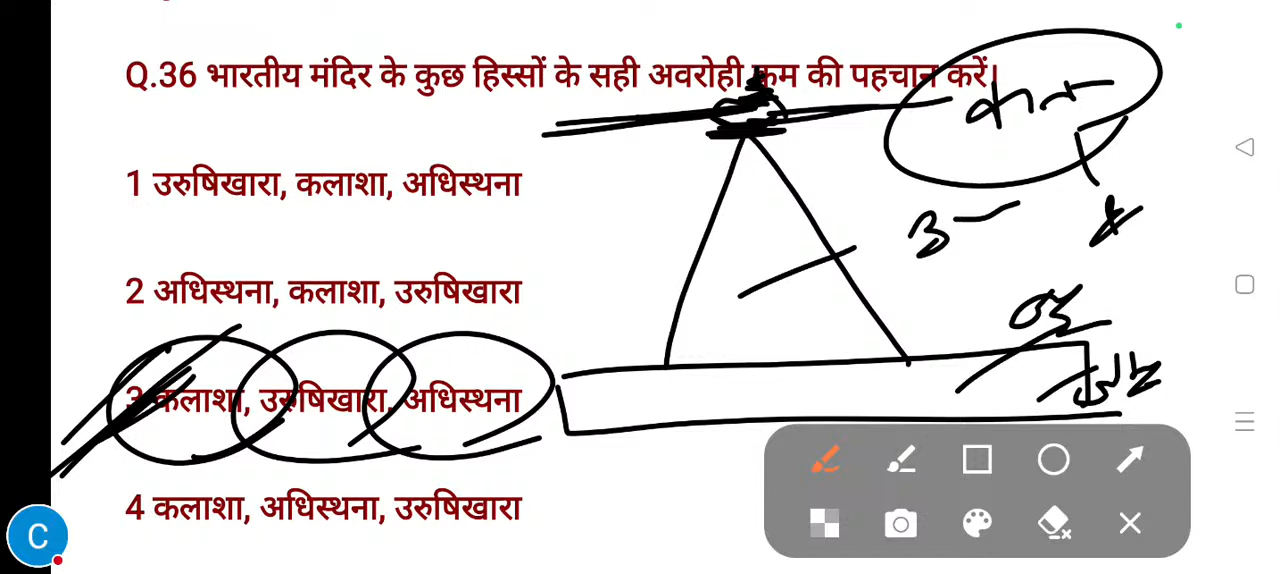 Q.36 भारतीय मंदिर के कुछ हिस्सों के सही अवरोही क्रम की पहचान करें।
1 उरुषिखारा, कलाशा, अधिस्थना
2 अधिस्थना, कलाशा, उरुषिखारा
3 कलाशा, उरुषिखारा, अधिस्थना
4 कलाशा, अधिस्थना, उरुषिखारा
C